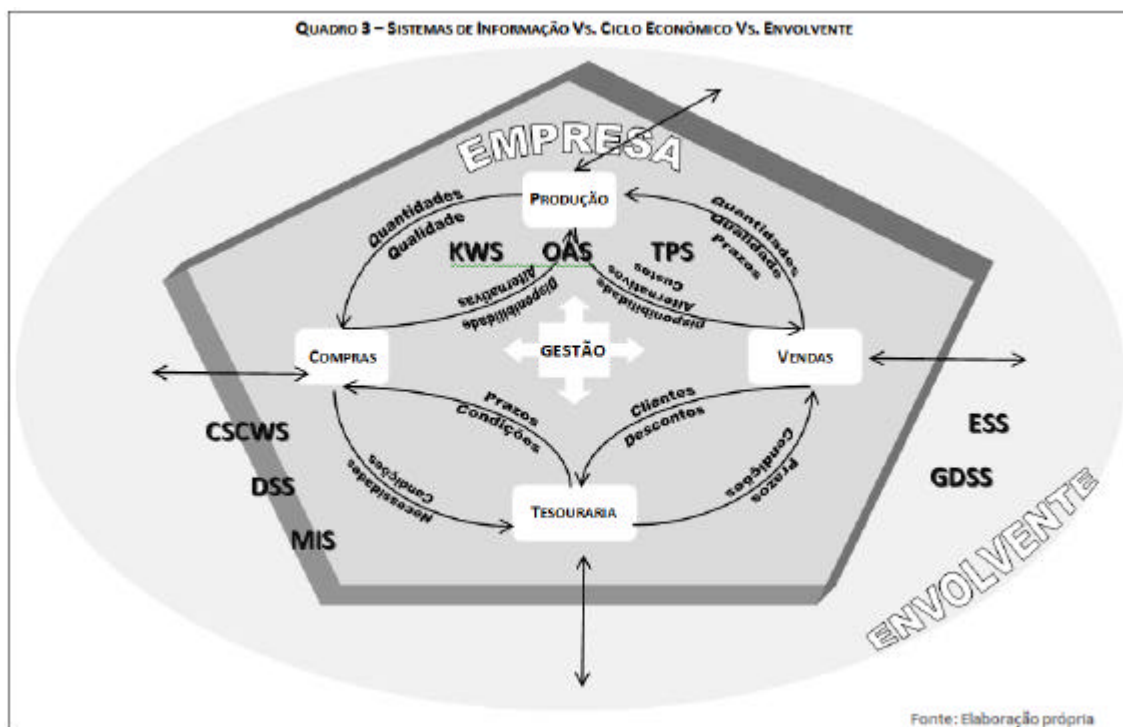 QUADRO 3 – SISTEMAS DE INFORMAÇÃO VS. CICLO ECONÓMICO VS. ENVOLVENTE
EMPRESA
PRODUÇÃO
Quantidades
Qualidade
Quantidades
Qualidade
Prazos
KWS OAS TPS
Alternativas
disponibilidade
Custos
Alternativos
disponibilidade
COMPRAS
GESTÃO
VENDAS
Prazos
Condições
Clientes
Descontos
CSCWS
DSS
MIS
Condições
Necessidades
Condições
Prazos
ESS
GDSS
TESOURARIA
ENVOLVENTE
Fonte: Elaboração própria